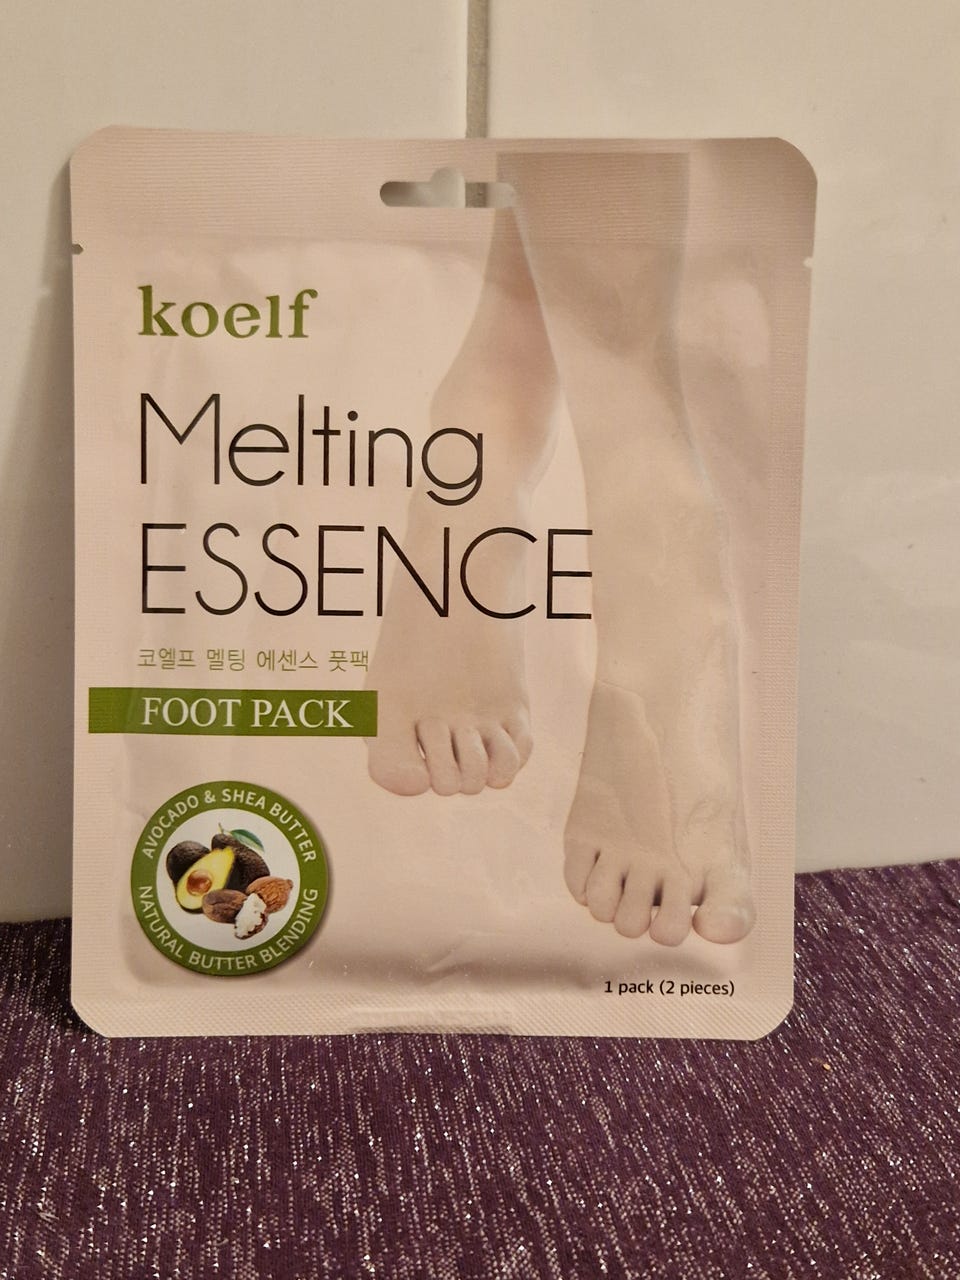 koelf
Melting
ESSENCE
코엘프 멜팅 에센스 풋팩
FOOT PACK
AVOCADO & SHEA BUTTER
NATURAL BUTTER BLENDING
1 pack (2 pieces)